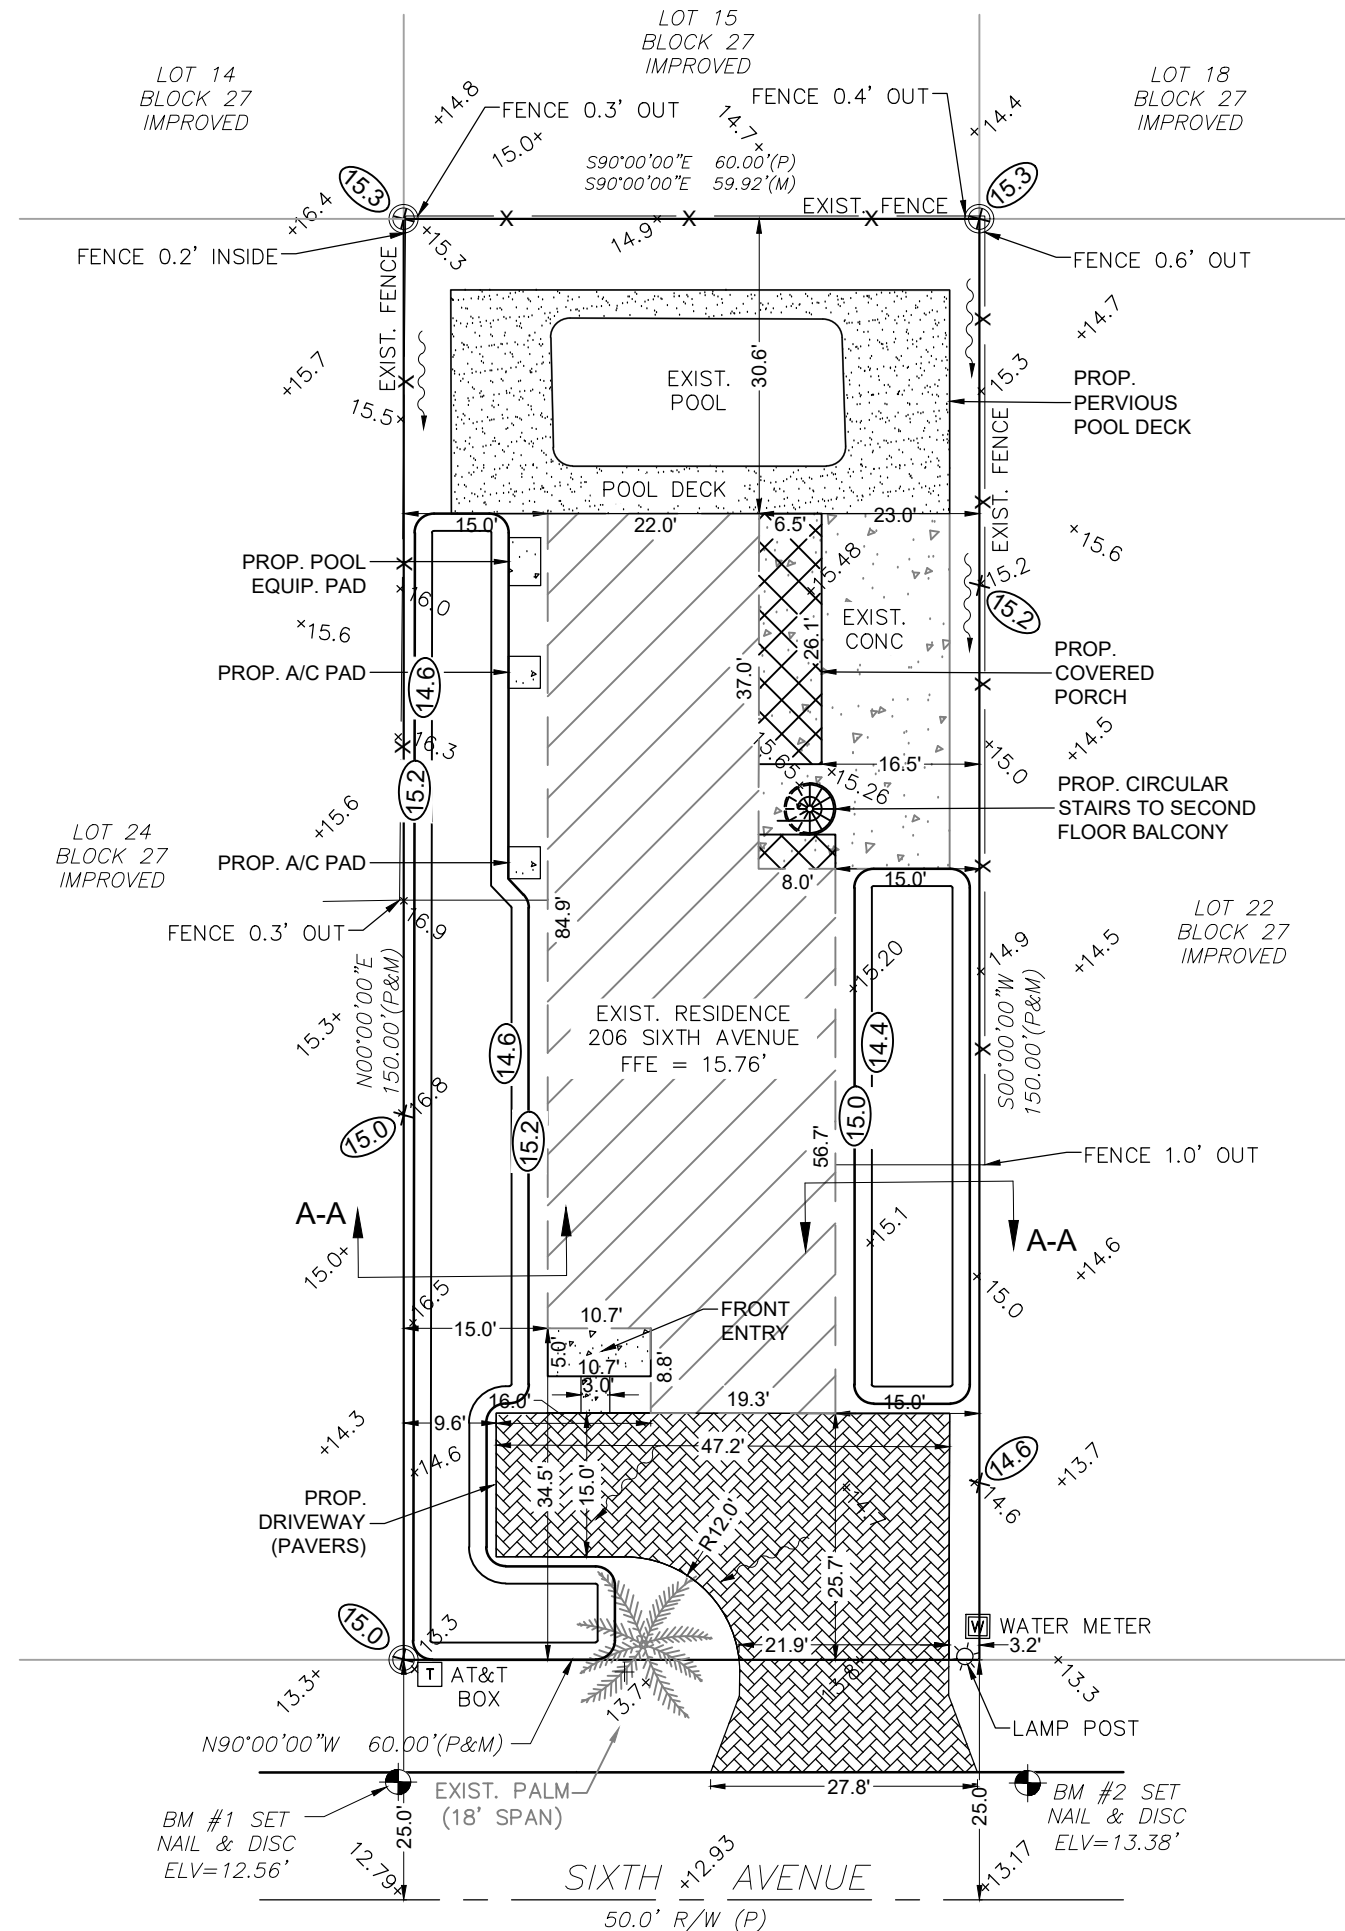 LOT 15
BLOCK 27
IMPROVED
LOT 14
BLOCK 27
IMPROVED
LOT 18
BLOCK 27
IMPROVED
+14.8
FENCE 0.3' OUT
FENCE 0.4' OUT
15.0+
14.7+
+14.4
S90°00'00"E 60.00'(P)
S90°00'00"E 59.92'(M)
15.3
15.3
EXIST. FENCE
+16.4
14.9×
+15.3
FENCE 0.2' INSIDE
FENCE 0.6' OUT
EXIST. FENCE
+14.7
+15.7
30.6'
EXIST.
POOL
15.3
PROP.
PERVIOUS
POOL DECK
15.5×
EXIST. FENCE
POOL DECK
15.0'
22.0'
6.5'
23.0'
PROP. POOL
EQUIP. PAD
×15.6
+15.48
15.2
15.2
×16.0
×15.6
EXIST.
CONC
26.1'
37.0'
PROP. A/C PAD
14.6
PROP.
COVERED
PORCH
×16.3
15.65
16.5'
×15.0
+14.5
15.2
+15.26
PROP. CIRCULAR
STAIRS TO SECOND
FLOOR BALCONY
+15.6
LOT 24
BLOCK 27
IMPROVED
PROP. A/C PAD
8.0'
15.0'
84.9'
×16.9
FENCE 0.3' OUT
LOT 22
BLOCK 27
IMPROVED
N00°00'00"E
150.00'(P&M)
+15.20
+14.9
+14.5
S00°00'00"W
150.00'(P&M)
EXIST. RESIDENCE
206 SIXTH AVENUE
FFE = 15.76'
15.3+
14.6
14.4
×16.8
15.0
15.2
15.0
56.7'
FENCE 1.0' OUT
A-A
A-A
15.0+
+15.1
+14.6
+16.5
+15.0
15.0'
10.7'
FRONT
ENTRY
5.0'
10.7'
8.8'
3.0'
16.0'
19.3'
15.0'
9.6'
47.2'
+14.3
+14.6
14.6
+13.7
34.5'
15.0'
+14.7
14.6
PROP.
DRIVEWAY
(PAVERS)
R12.0'
25.7'
15.0
13.3
W
WATER METER
21.9'
3.2'
T
AT&T
BOX
13.3+
13.7+
13.8+
+13.3
LAMP POST
N90°00'00"W 60.00'(P&M)
EXIST. PALM
(18' SPAN)
27.8'
BM #1 SET
NAIL & DISC
ELV=12.56'
BM #2 SET
NAIL & DISC
ELV=13.38'
25.0'
25.0'
12.79+
+12.93
+13.17
SIXTH AVENUE
50.0' R/W (P)